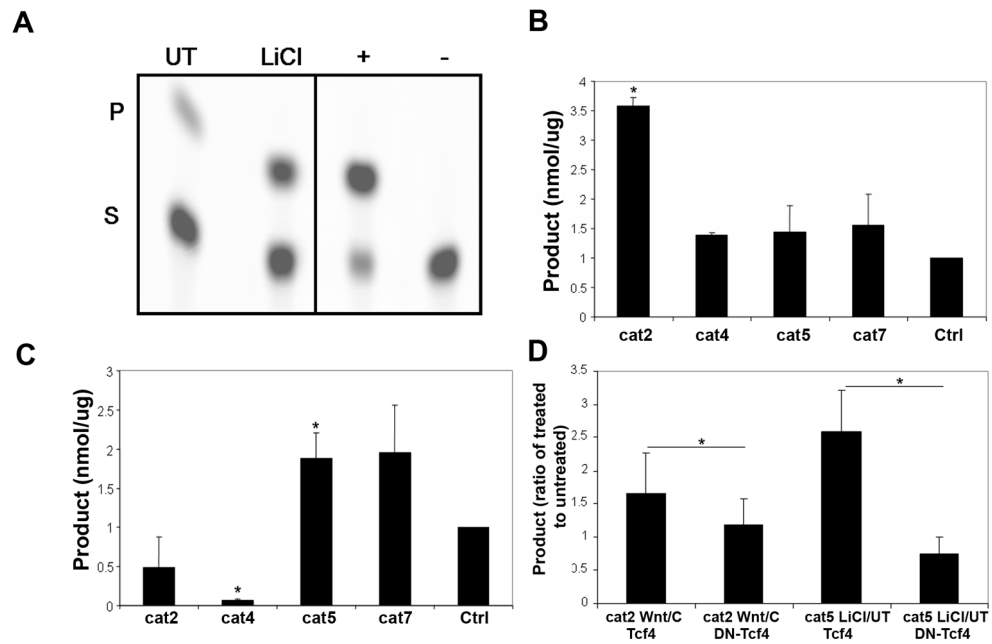 A
UT LiCl + -
P
S
B
Product (nmol/ug)
4
3.5
3
2.5
2
1.5
1
0.5
0
*
cat2 cat4 cat5 cat7 Ctrl
C
Product (nmol/ug)
3
2.5
2
1.5
1
0.5
0
* *
cat2 cat4 cat5 cat7 Ctrl
D
Product (ratio of treated
to untreated)
3.5
3
2.5
2
1.5
1
0.5
0
* *
cat2 Wnt/C cat2 Wnt/C cat5 LiCl/UT cat5 LiCl/UT
Tcf4 DN-Tcf4 Tcf4 DN-Tcf4